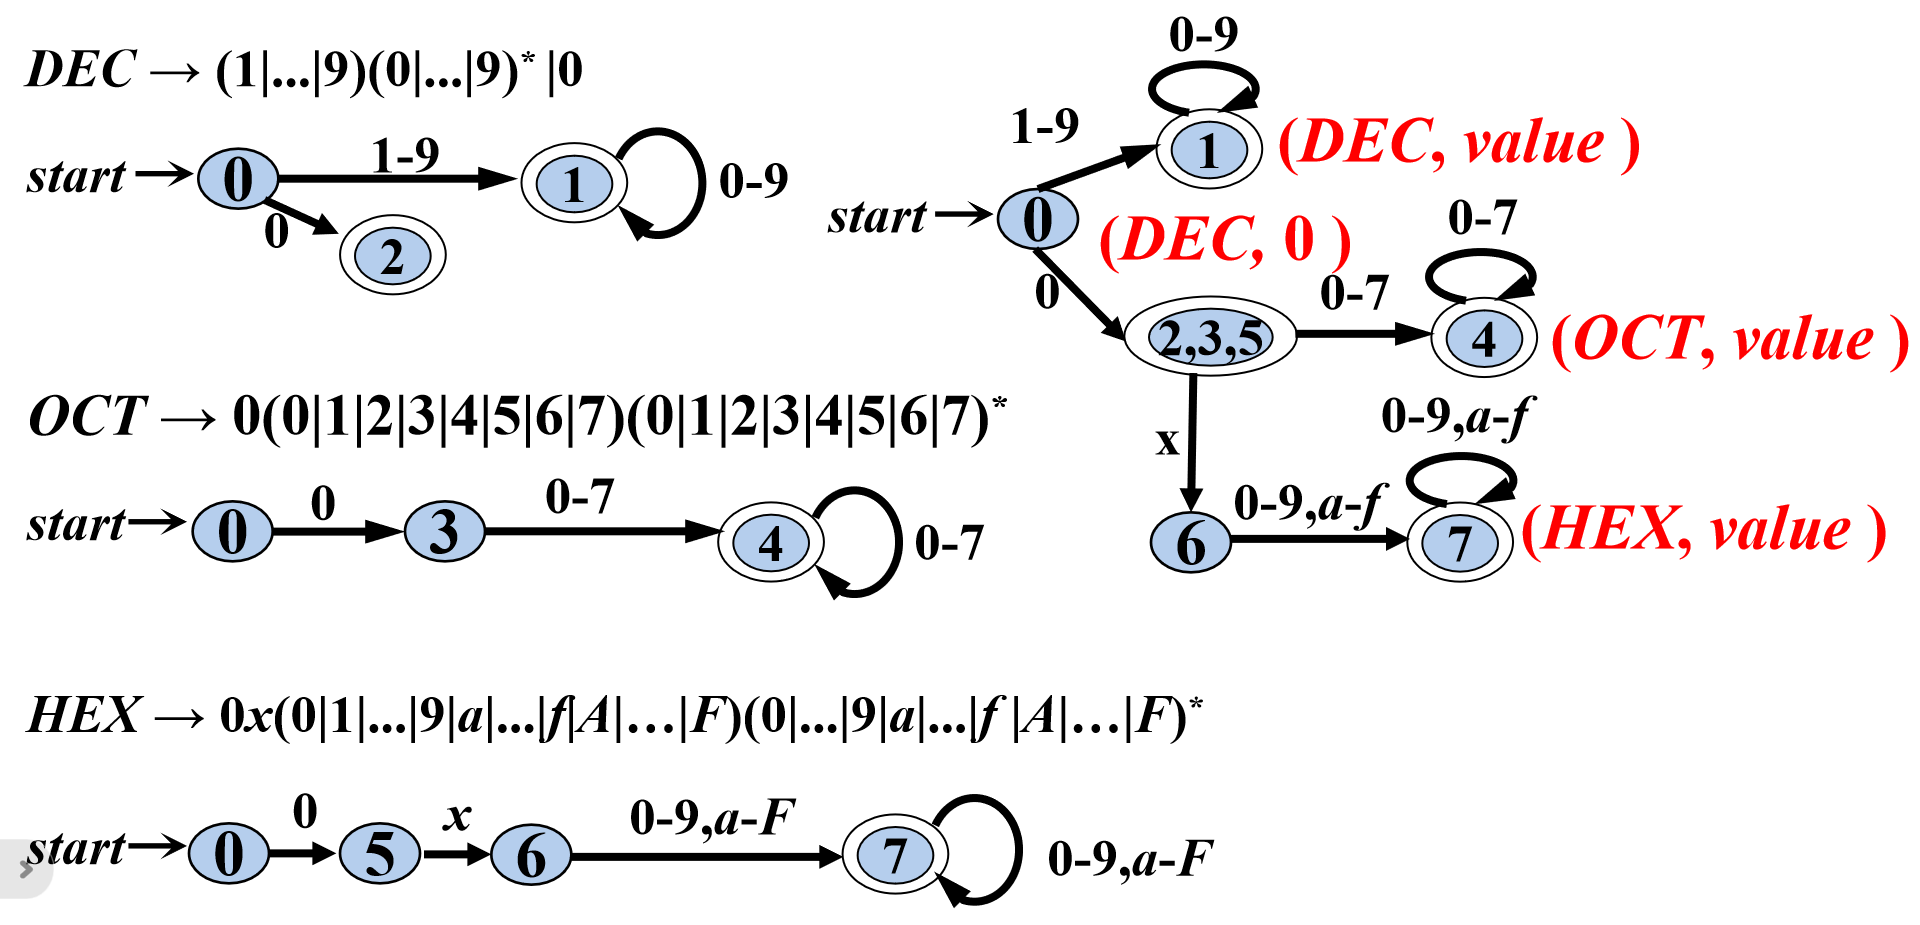 DEC → (1|...|9)(0|...|9)* |0
start
0
1-9
1
0-9
0
2
OCT → 0(0|1|2|3|4|5|6|7)(0|1|2|3|4|5|6|7)*
start
0
0
3
0-7
4
0-7
HEX → 0x(0|1|...|9|a|...|f|A|…|F)(0|...|9|a|...|f |A|…|F)*
start
0
0
5
x
6
0-9,a-F
7
0-9,a-F
0-9
1-9
1
(DEC, value )
start
0
(DEC, 0 )
0
2,3,5
0-7
0-7
4
(OCT, value )
x
6
0-9,a-f
0-9,a-f
7
(HEX, value )